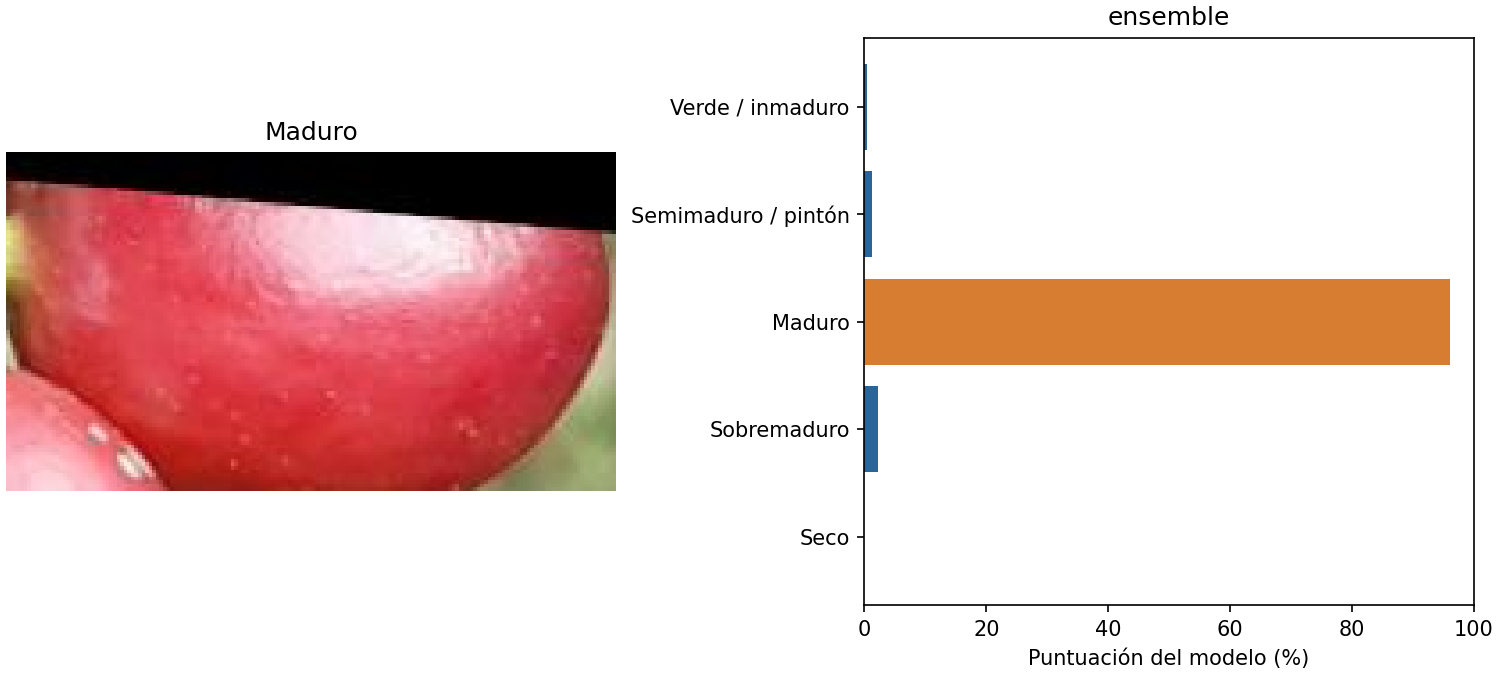 Maduro
ensemble
Verde / inmaduro
Semimaduro / pintón
Maduro
Sobremaduro
Seco
0 20 40 60 80 100
Puntuación del modelo (%)